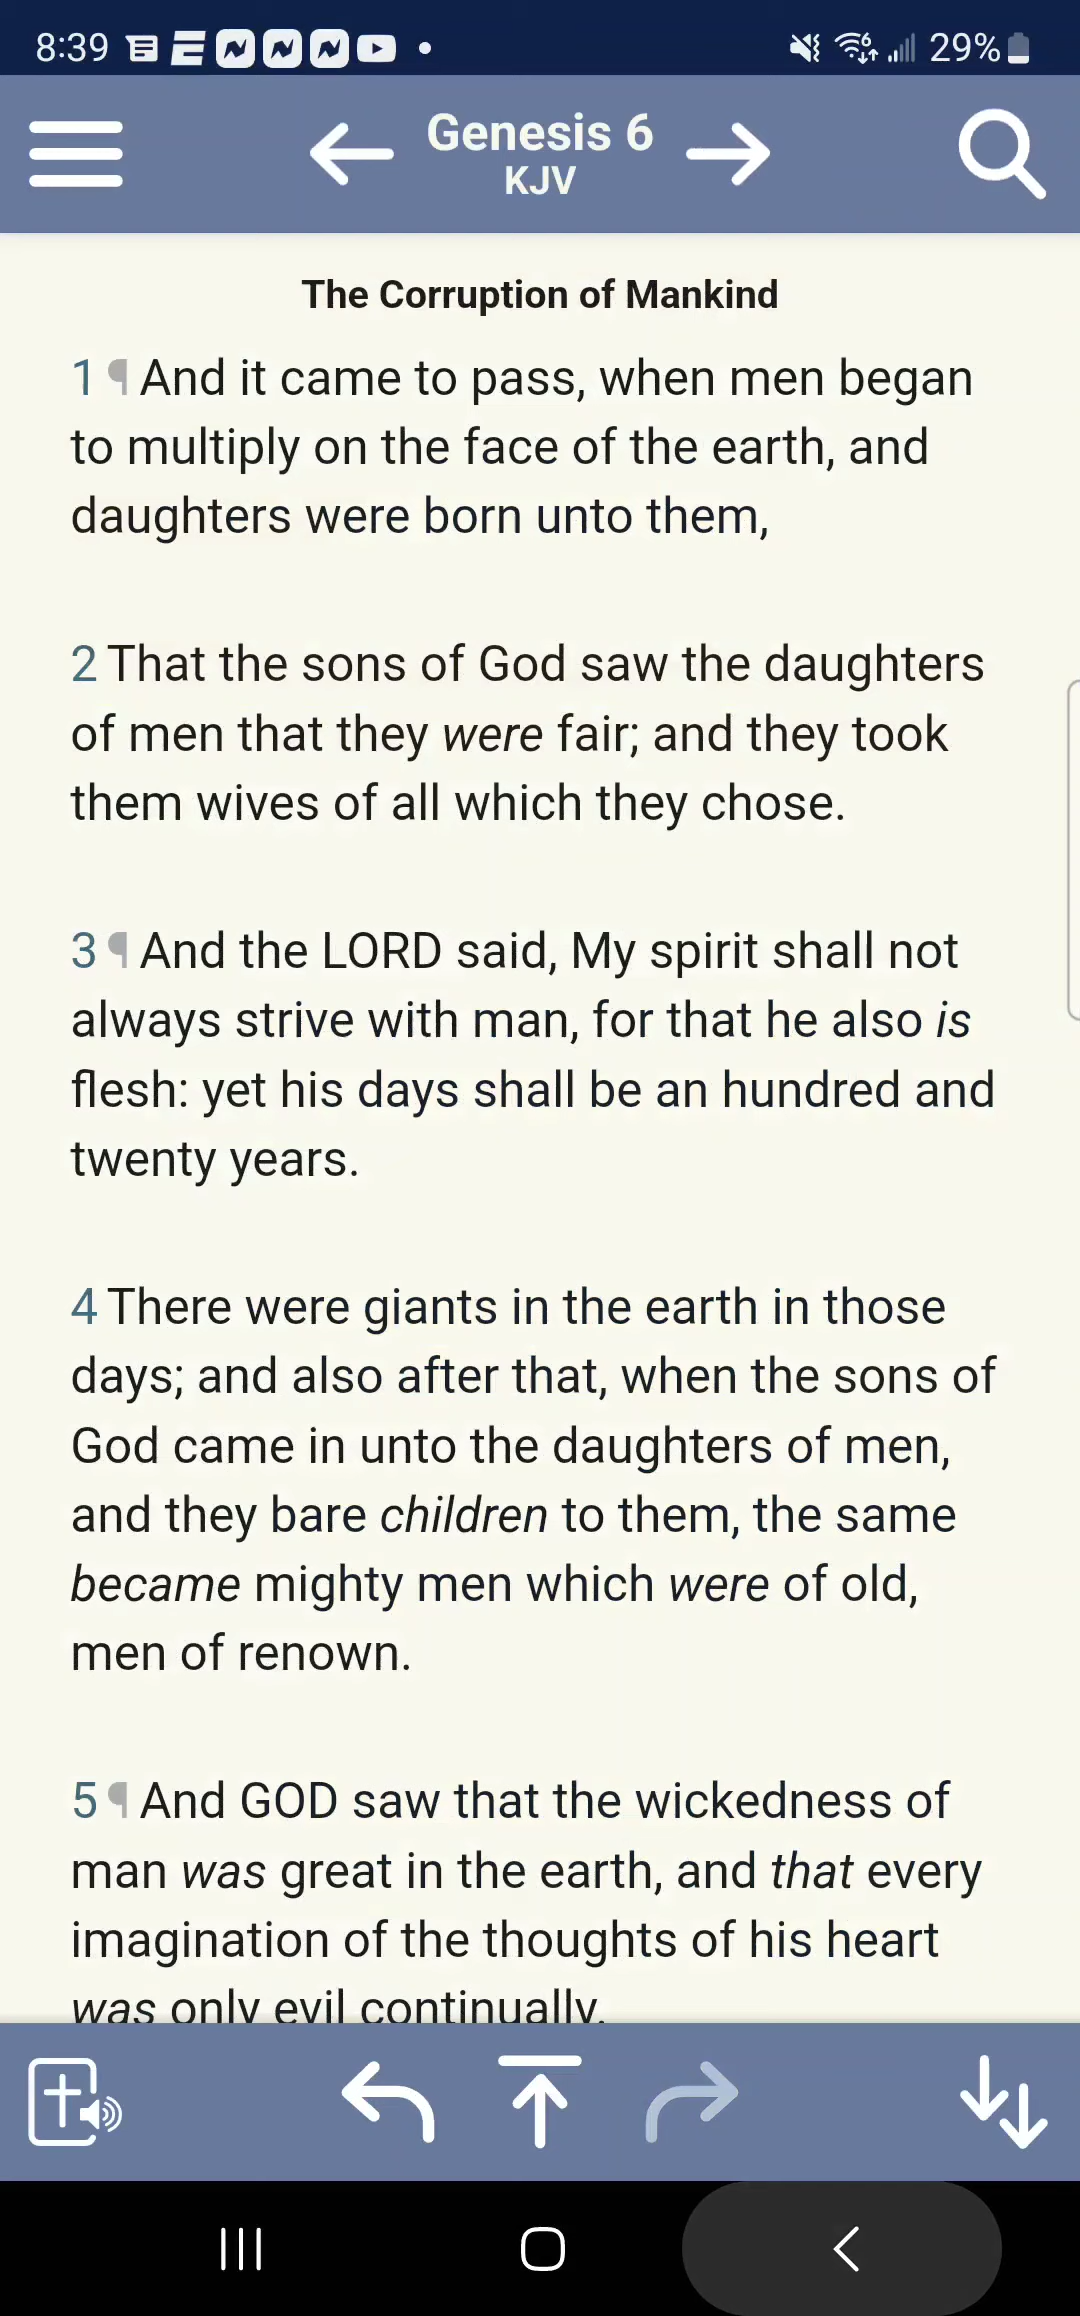 8:39
29%
Genesis 6
KJV
The Corruption of Mankind
1 ¶ And it came to pass, when men began
to multiply on the face of the earth, and
daughters were born unto them,
2 That the sons of God saw the daughters
of men that they were fair; and they took
them wives of all which they chose.
3 ¶ And the LORD said, My spirit shall not
always strive with man, for that he also is
flesh: yet his days shall be an hundred and
twenty years.
4 There were giants in the earth in those
days; and also after that, when the sons of
God came in unto the daughters of men,
and they bare children to them, the same
became mighty men which were of old,
men of renown.
5 ¶ And GOD saw that the wickedness of
man was great in the earth, and that every
imagination of the thoughts of his heart
was only evil continually.